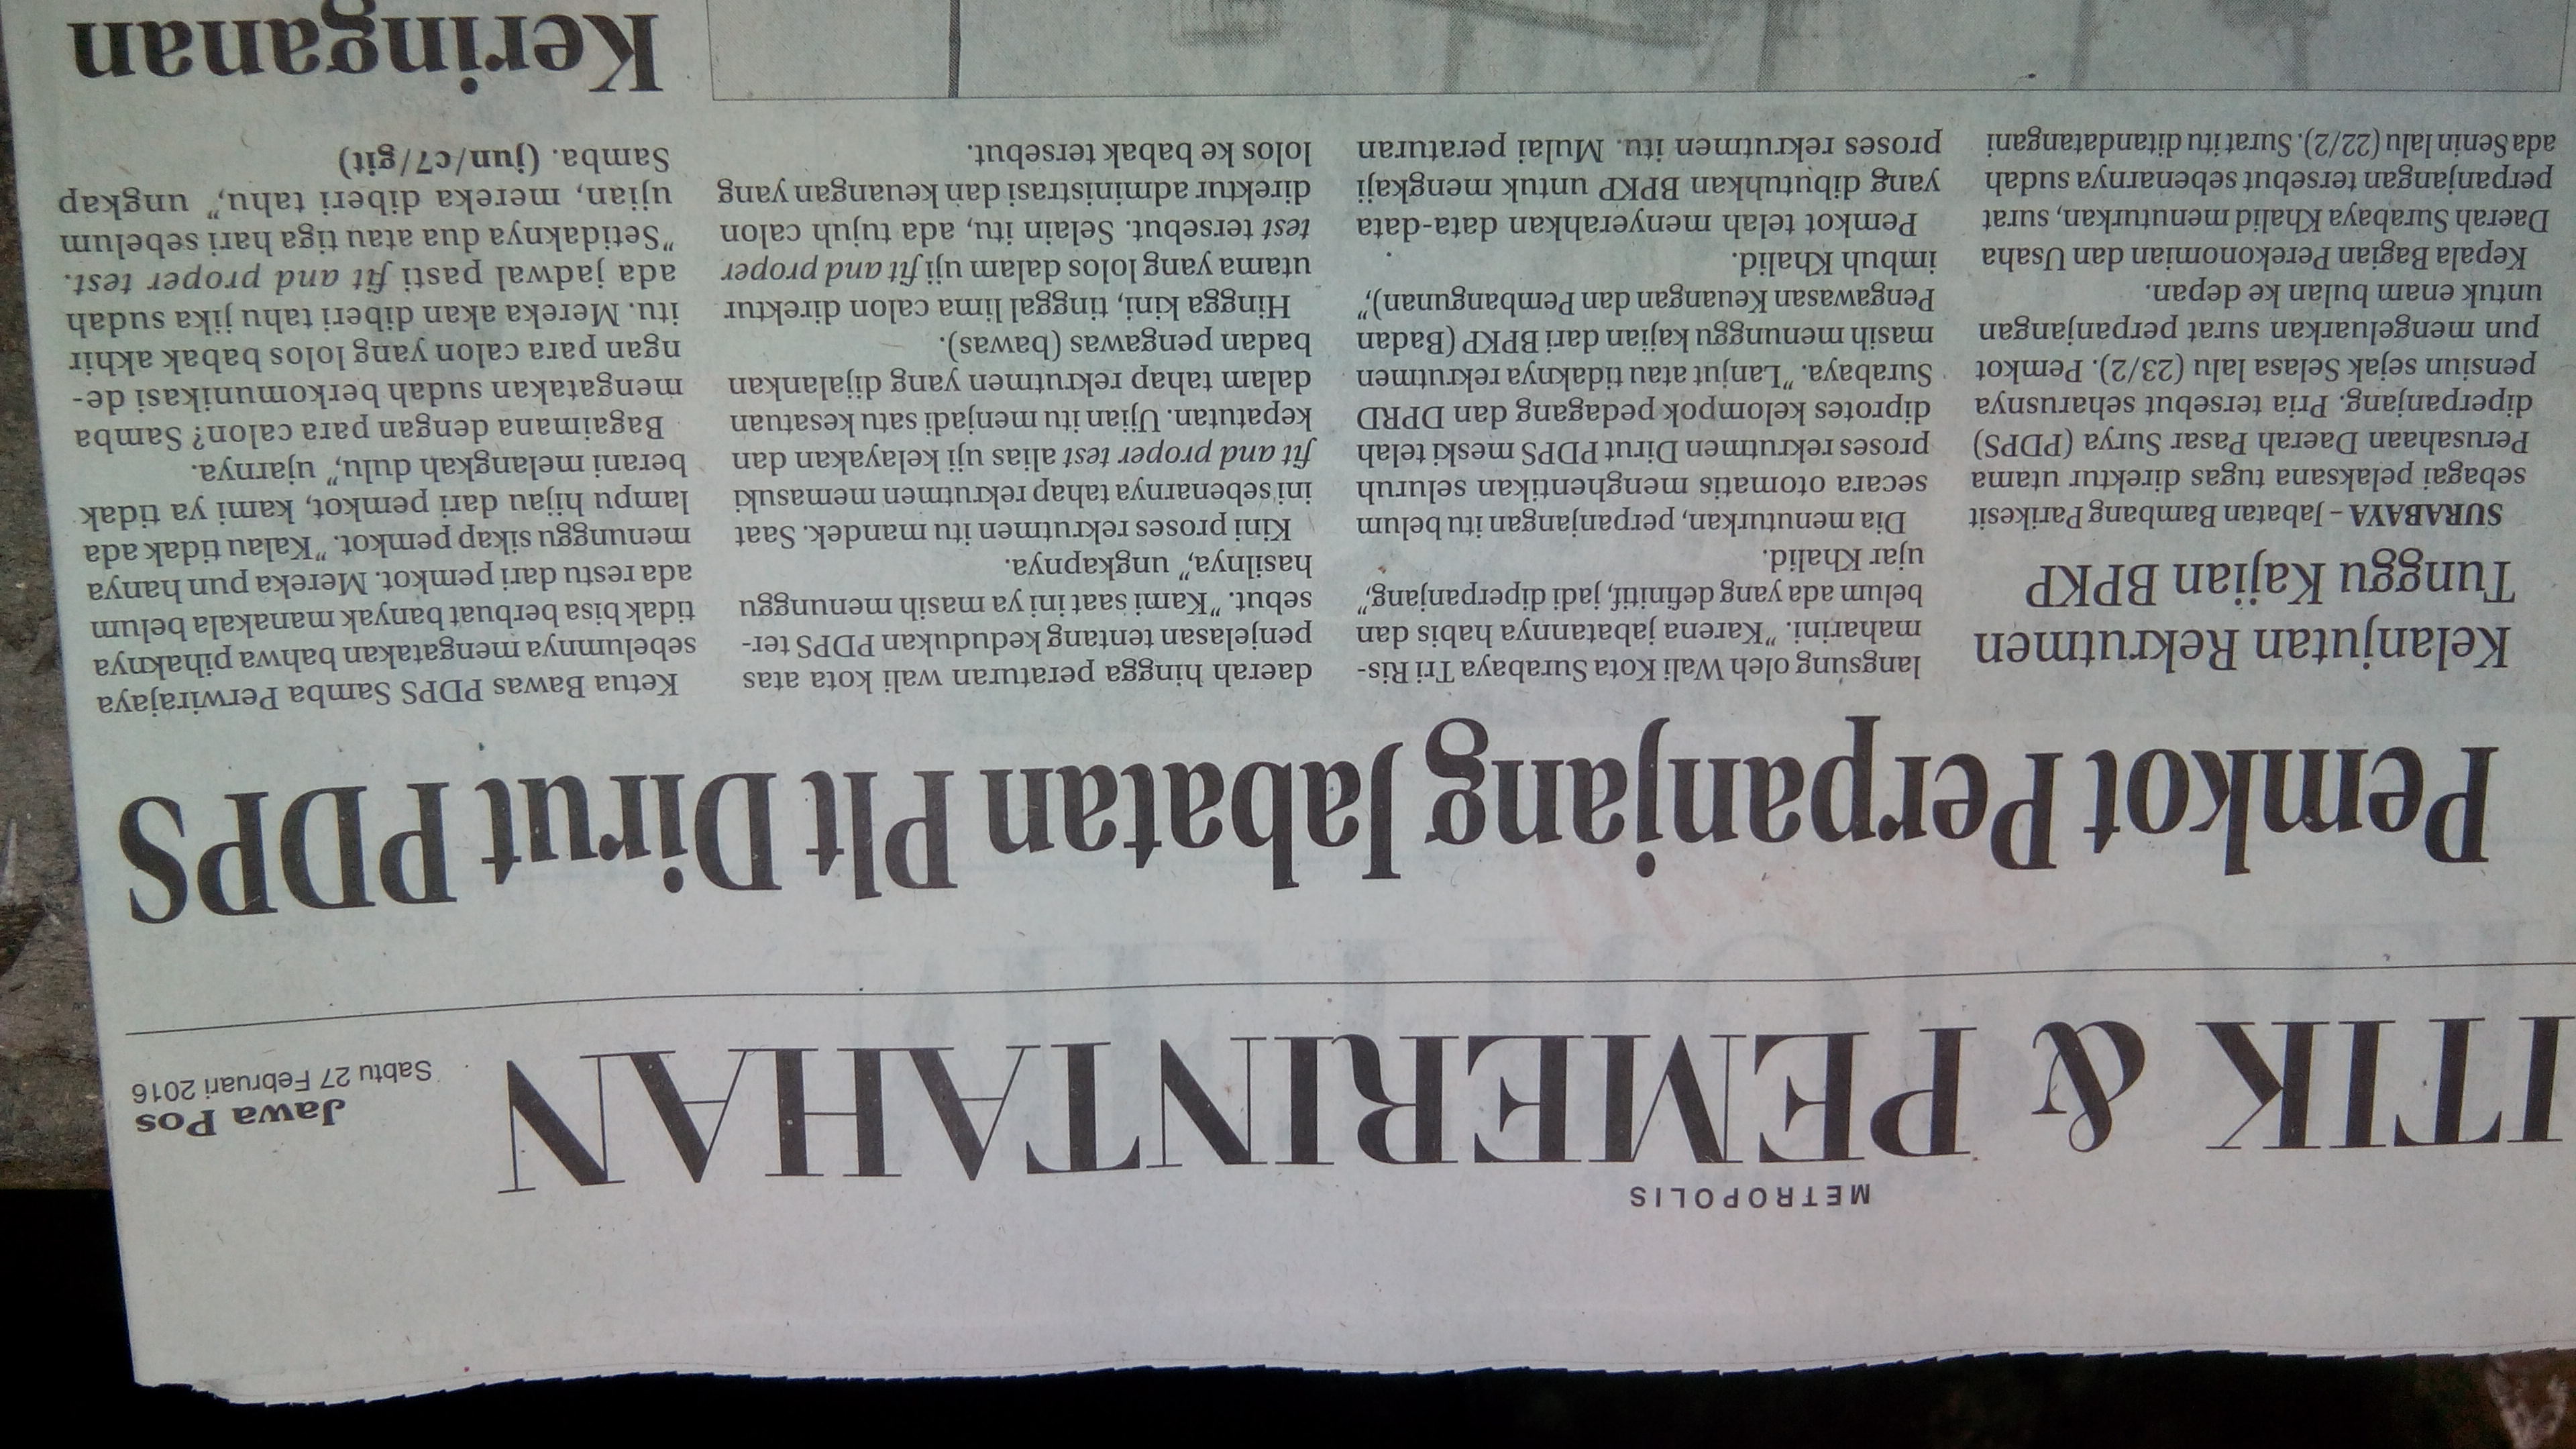 METROPOLIS
ITIK & PEMERINTAHAN
Jawa Pos
Sabtu 27 Februari 2016
Pemkot Perpanjang Jabatan Plt Dirut PDPS
Kelanjutan Rekrutmen
Tunggu Kajian BPKP
SURABAYA – Jabatan Bambang Parikesit
sebagai pelaksana tugas direktur utama
Perusahaan Daerah Pasar Surya (PDPS)
diperpanjang. Pria tersebut seharusnya
pensiun sejak Selasa lalu (23/2). Pemkot
pun mengeluarkan surat perpanjangan
untuk enam bulan ke depan.
Kepala Bagian Perekonomian dan Usaha
Daerah Surabaya Khalid menuturkan, surat
perpanjangan tersebut sebenarnya sudah
ada Senin lalu (22/2). Surat itu ditandatangani
langsung oleh Wali Kota Surabaya Tri Ris-
maharini. ”Karena jabatannya habis dan
belum ada yang definitif, jadi diperpanjang,”
ujar Khalid.
Dia menuturkan, perpanjangan itu belum
secara otomatis menghentikan seluruh
proses rekrutmen Dirut PDPS meski telah
diprotes kelompok pedagang dan DPRD
Surabaya. ”Lanjut atau tidaknya rekrutmen
masih menunggu kajian dari BPKP (Badan
Pengawasan Keuangan dan Pembangunan),”
imbuh Khalid.
Pemkot telah menyerahkan data-data
yang dibutuhkan BPKP untuk mengkaji
proses rekrutmen itu. Mulai peraturan
daerah hingga peraturan wali kota atas
penjelasan tentang kedudukan PDPS ter-
sebut. ”Kami saat ini ya masih menunggu
hasilnya,” ungkapnya.
Kini proses rekrutmen itu mandek. Saat
ini sebenarnya tahap rekrutmen memasuki
fit and proper test alias uji kelayakan dan
kepatutan. Ujian itu menjadi satu kesatuan
dalam tahap rekrutmen yang dijalankan
badan pengawas (bawas).
Hingga kini, tinggal lima calon direktur
utama yang lolos dalam uji fit and proper
test tersebut. Selain itu, ada tujuh calon
direktur administrasi dan keuangan yang
lolos ke babak tersebut.
Ketua Bawas PDPS Samba Perwirajaya
sebelumnya mengatakan bahwa pihaknya
tidak bisa berbuat banyak manakala belum
ada restu dari pemkot. Mereka pun hanya
menunggu sikap pemkot. ”Kalau tidak ada
lampu hijau dari pemkot, kami ya tidak
berani melangkah dulu,” ujarnya.
Bagaimana dengan para calon? Samba
mengatakan sudah berkomunikasi de-
ngan para calon yang lolos babak akhir
itu. Mereka akan diberi tahu jika sudah
ada jadwal pasti fit and proper test.
”Setidaknya dua atau tiga hari sebelum
ujian, mereka diberi tahu,” ungkap
Samba. (jun/c7/git)
Keringanan